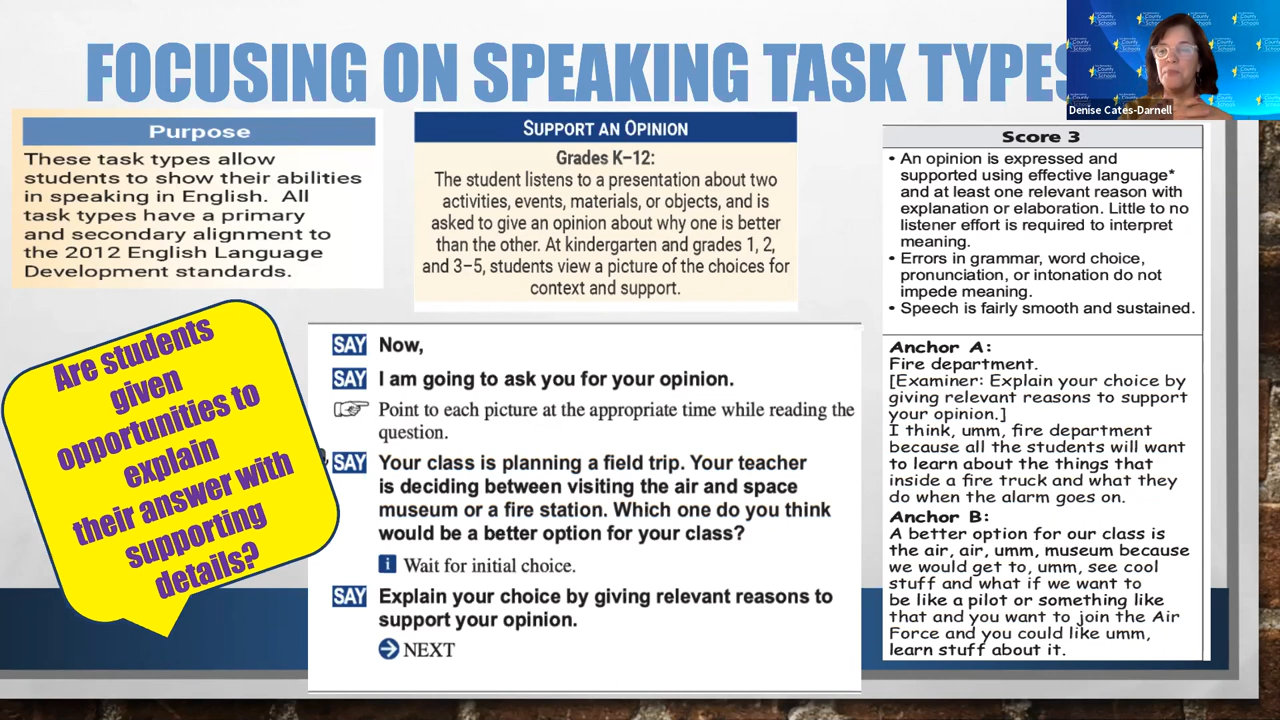 FOCUSING ON SPEAKING TASK TYPES
Denise Cates-Darnell
Purpose
These task types allow
students to show their abilities
in speaking in English. All
task types have a primary
and secondary alignment to
the 2012 English Language
Development standards.
SUPPORT AN OPINION
Grades K–12:
The student listens to a presentation about two
activities, events, materials, or objects, and is
asked to give an opinion about why one is better
than the other. At kindergarten and grades 1, 2,
and 3–5, students view a picture of the choices for
context and support.
Are students
given
opportunities to
explain
their answer with
supporting
details?
SAY Now,
SAY I am going to ask you for your opinion.
Point to each picture at the appropriate time while reading the
question.
SAY Your class is planning a field trip. Your teacher
is deciding between visiting the air and space
museum or a fire station. Which one do you think
would be a better option for your class?
i Wait for initial choice.
SAY Explain your choice by giving relevant reasons to
support your opinion.
NEXT
Score 3
• An opinion is expressed and
supported using effective language*
and at least one relevant reason with
explanation or elaboration. Little to no
listener effort is required to interpret
meaning.
• Errors in grammar, word choice,
pronunciation, or intonation do not
impede meaning.
• Speech is fairly smooth and sustained.
Anchor A:
Fire department.
[Examiner: Explain your choice by
giving relevant reasons to support
your opinion.]
I think, umm, fire department
because all the students will want
to learn about the things that
inside a fire truck and what they
do when the alarm goes on.
Anchor B:
A better option for our class is
the air, air, umm, museum because
we would get to, umm, see cool
stuff and what if we want to
be like a pilot or something like
that and you want to join the Air
Force and you could like umm,
learn stuff about it.